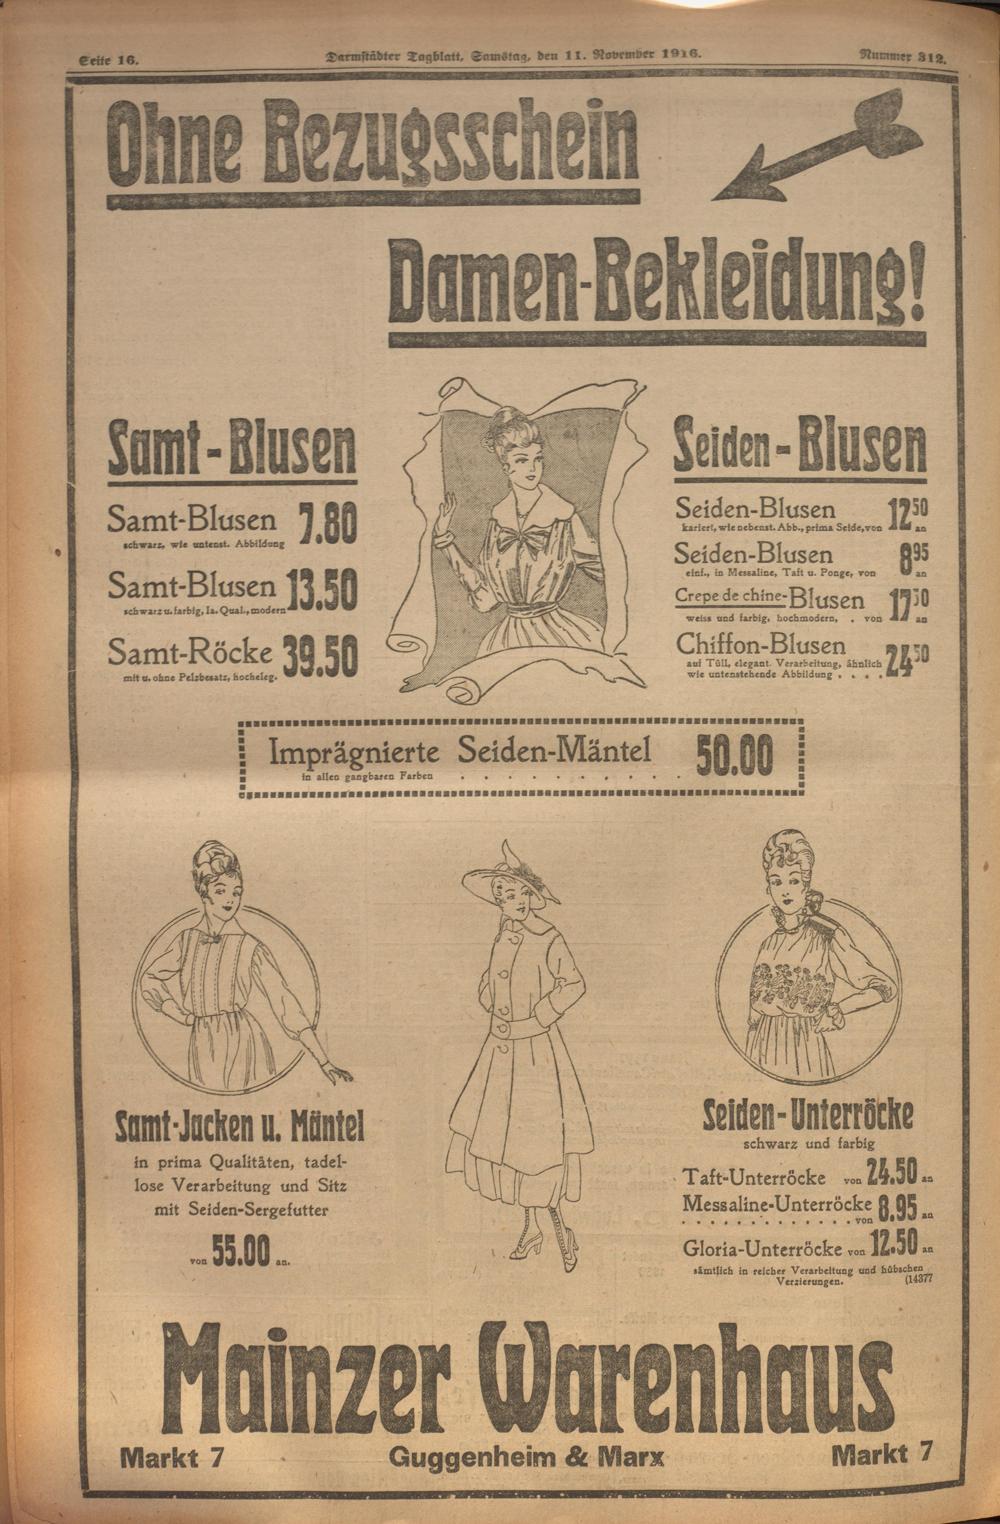 Seite 16.
Darmstädter Tagblatt, Samstag, den 11. November 1916.
Nummer 312.
Ohne Bezugsschein
Damen-Bekleidung!
Samt-Blusen
Samt-Blusen 7.80
schwarz, wie untenst. Abbildung
Samt-Blusen 13.50
schwarz u. farbig, Ia. Qual., modern
Samt-Röcke 39.50
mit u. ohne Pelzbesatz, hocheleg.
Seiden-Blusen
Seiden-Blusen 12 50
kariert, wie nebenst. Abb., prima Seide, von an
Seiden-Blusen 8 95
einf., in Messaline, Taft u. Ponge, von an
Crepe de chine-Blusen 17 50
weiss und farbig, hochmodern, . von an
Chiffon-Blusen 24 50
auf Tüll, elegant. Verarbeitung, ähnlich
wie untenstehende Abbildung . . . .
Imprägnierte Seiden-Mäntel 50.00
in allen gangbaren Farben . . . . . . . . . .
Samt-Jacken u. Mäntel
in prima Qualitäten, tadel-
lose Verarbeitung und Sitz
mit Seiden-Sergefutter
von 55.00 an.
Seiden-Unterröcke
schwarz und farbig
Taft-Unterröcke von 24.50 an
Messaline-Unterröcke
. . . . . . . . . . . . . von 8.95 an
Gloria-Unterröcke von 12.50 an
sämtlich in reicher Verarbeitung und hübschen
Verzierungen. (14377
Mainzer Warenhaus
Markt 7 Guggenheim & Marx Markt 7